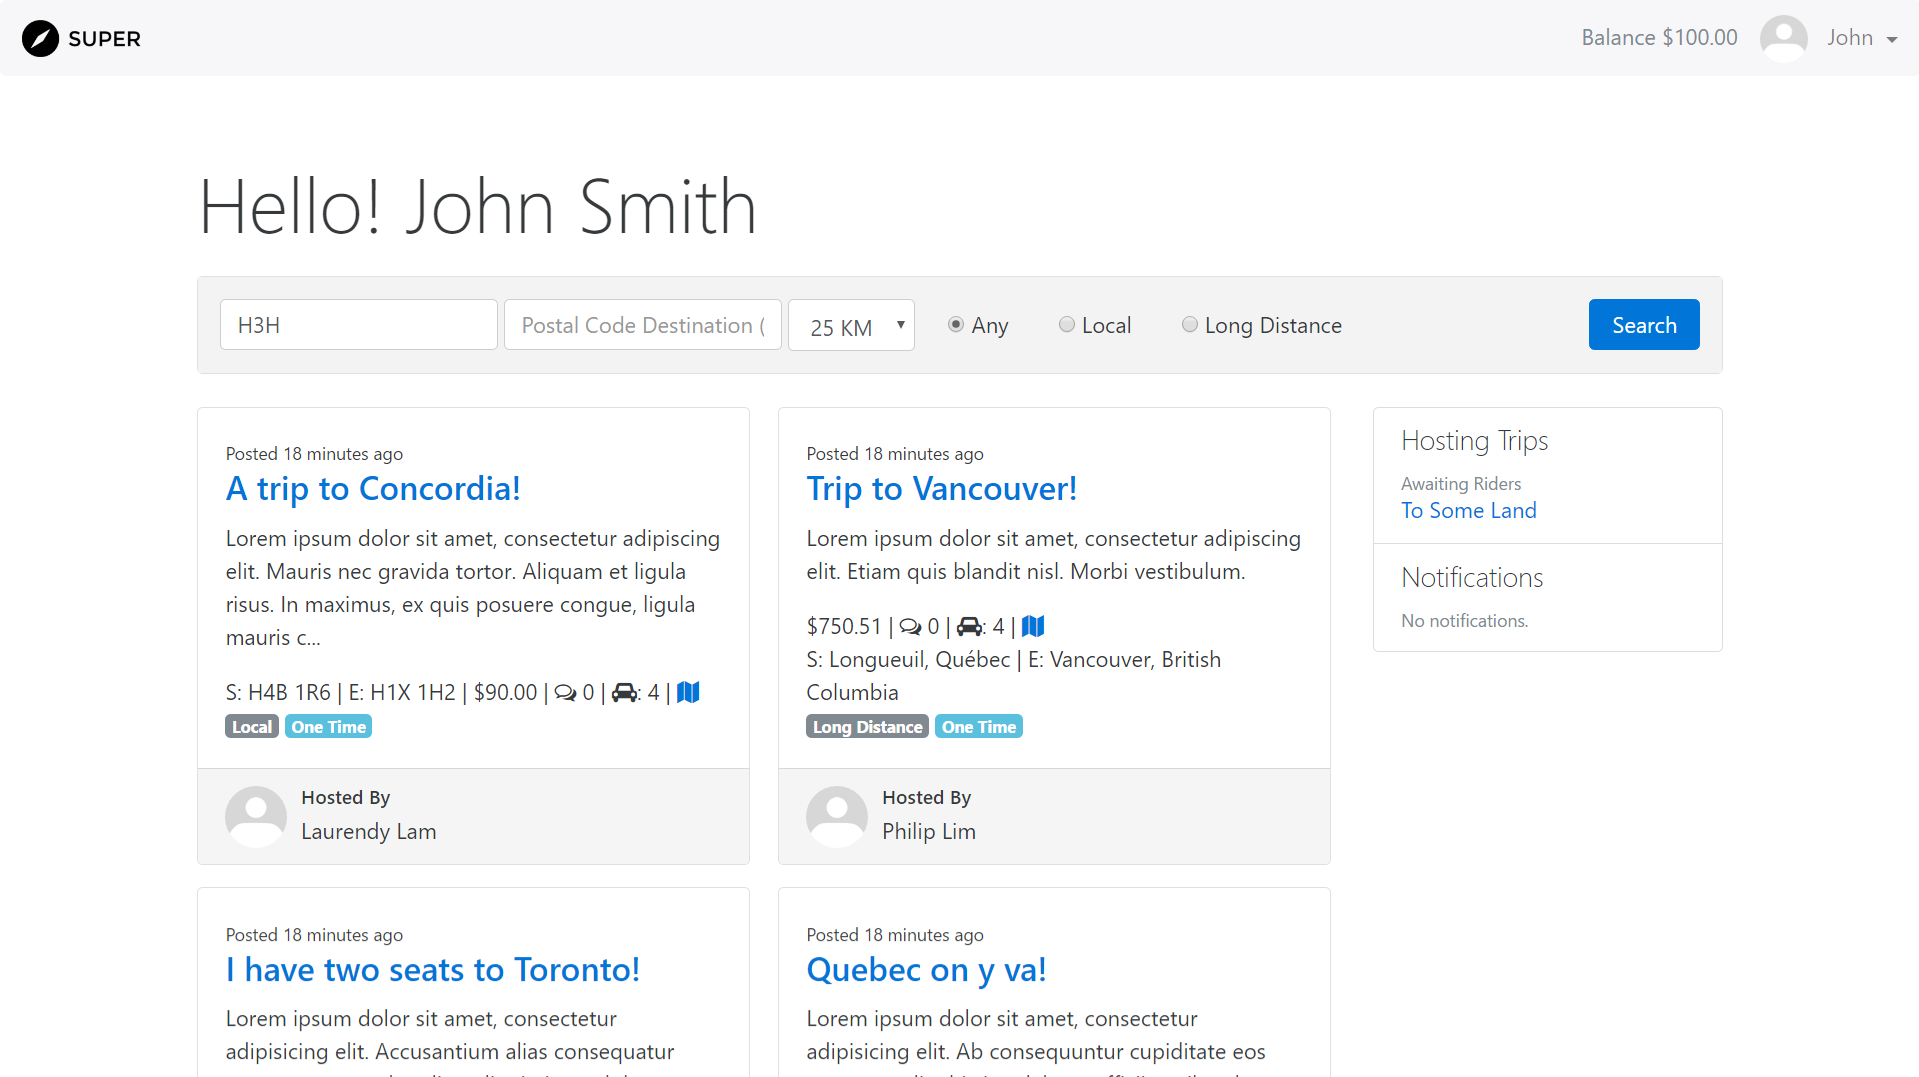 SUPER
Balance $100.00
John
Hello! John Smith
H3H
Postal Code Destination (
25 KM
Any
Local
Long Distance
Search
Posted 18 minutes ago
A trip to Concordia!
Lorem ipsum dolor sit amet, consectetur adipiscing
elit. Mauris nec gravida tortor. Aliquam et ligula
risus. In maximus, ex quis posuere congue, ligula
mauris c...
S: H4B 1R6 | E: H1X 1H2 | $90.00 | 0 | : 4 |
Local One Time
Hosted By
Laurendy Lam
Posted 18 minutes ago
Trip to Vancouver!
Lorem ipsum dolor sit amet, consectetur adipiscing
elit. Etiam quis blandit nisl. Morbi vestibulum.
$750.51 | 0 | : 4 |
S: Longueuil, Québec | E: Vancouver, British
Columbia
Long Distance One Time
Hosted By
Philip Lim
Hosting Trips
Awaiting Riders
To Some Land
Notifications
No notifications.
Posted 18 minutes ago
I have two seats to Toronto!
Lorem ipsum dolor sit amet, consectetur
adipisicing elit. Accusantium alias consequatur
Posted 18 minutes ago
Quebec on y va!
Lorem ipsum dolor sit amet, consectetur
adipisicing elit. Ab consequuntur cupiditate eos